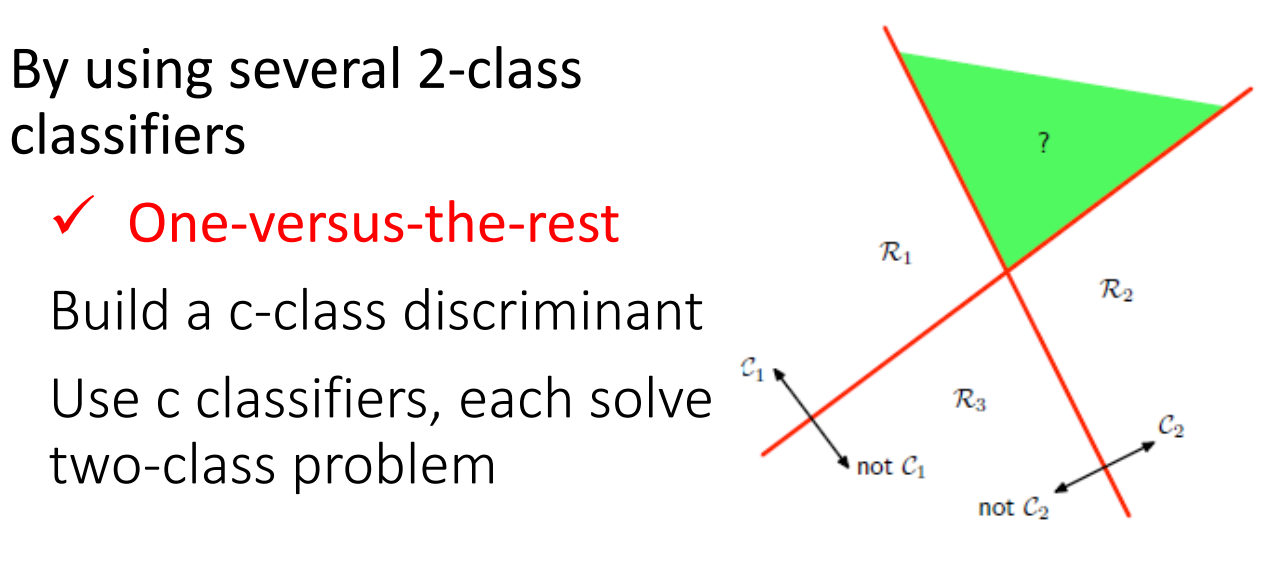 By using several 2-class
classifiers
✓ One-versus-the-rest
Build a c-class discriminant
Use c classifiers, each solve
two-class problem
?
ℛ₁
ℛ₂
𝒞₁
ℛ₃
𝒞₂
not 𝒞₁
not 𝒞₂